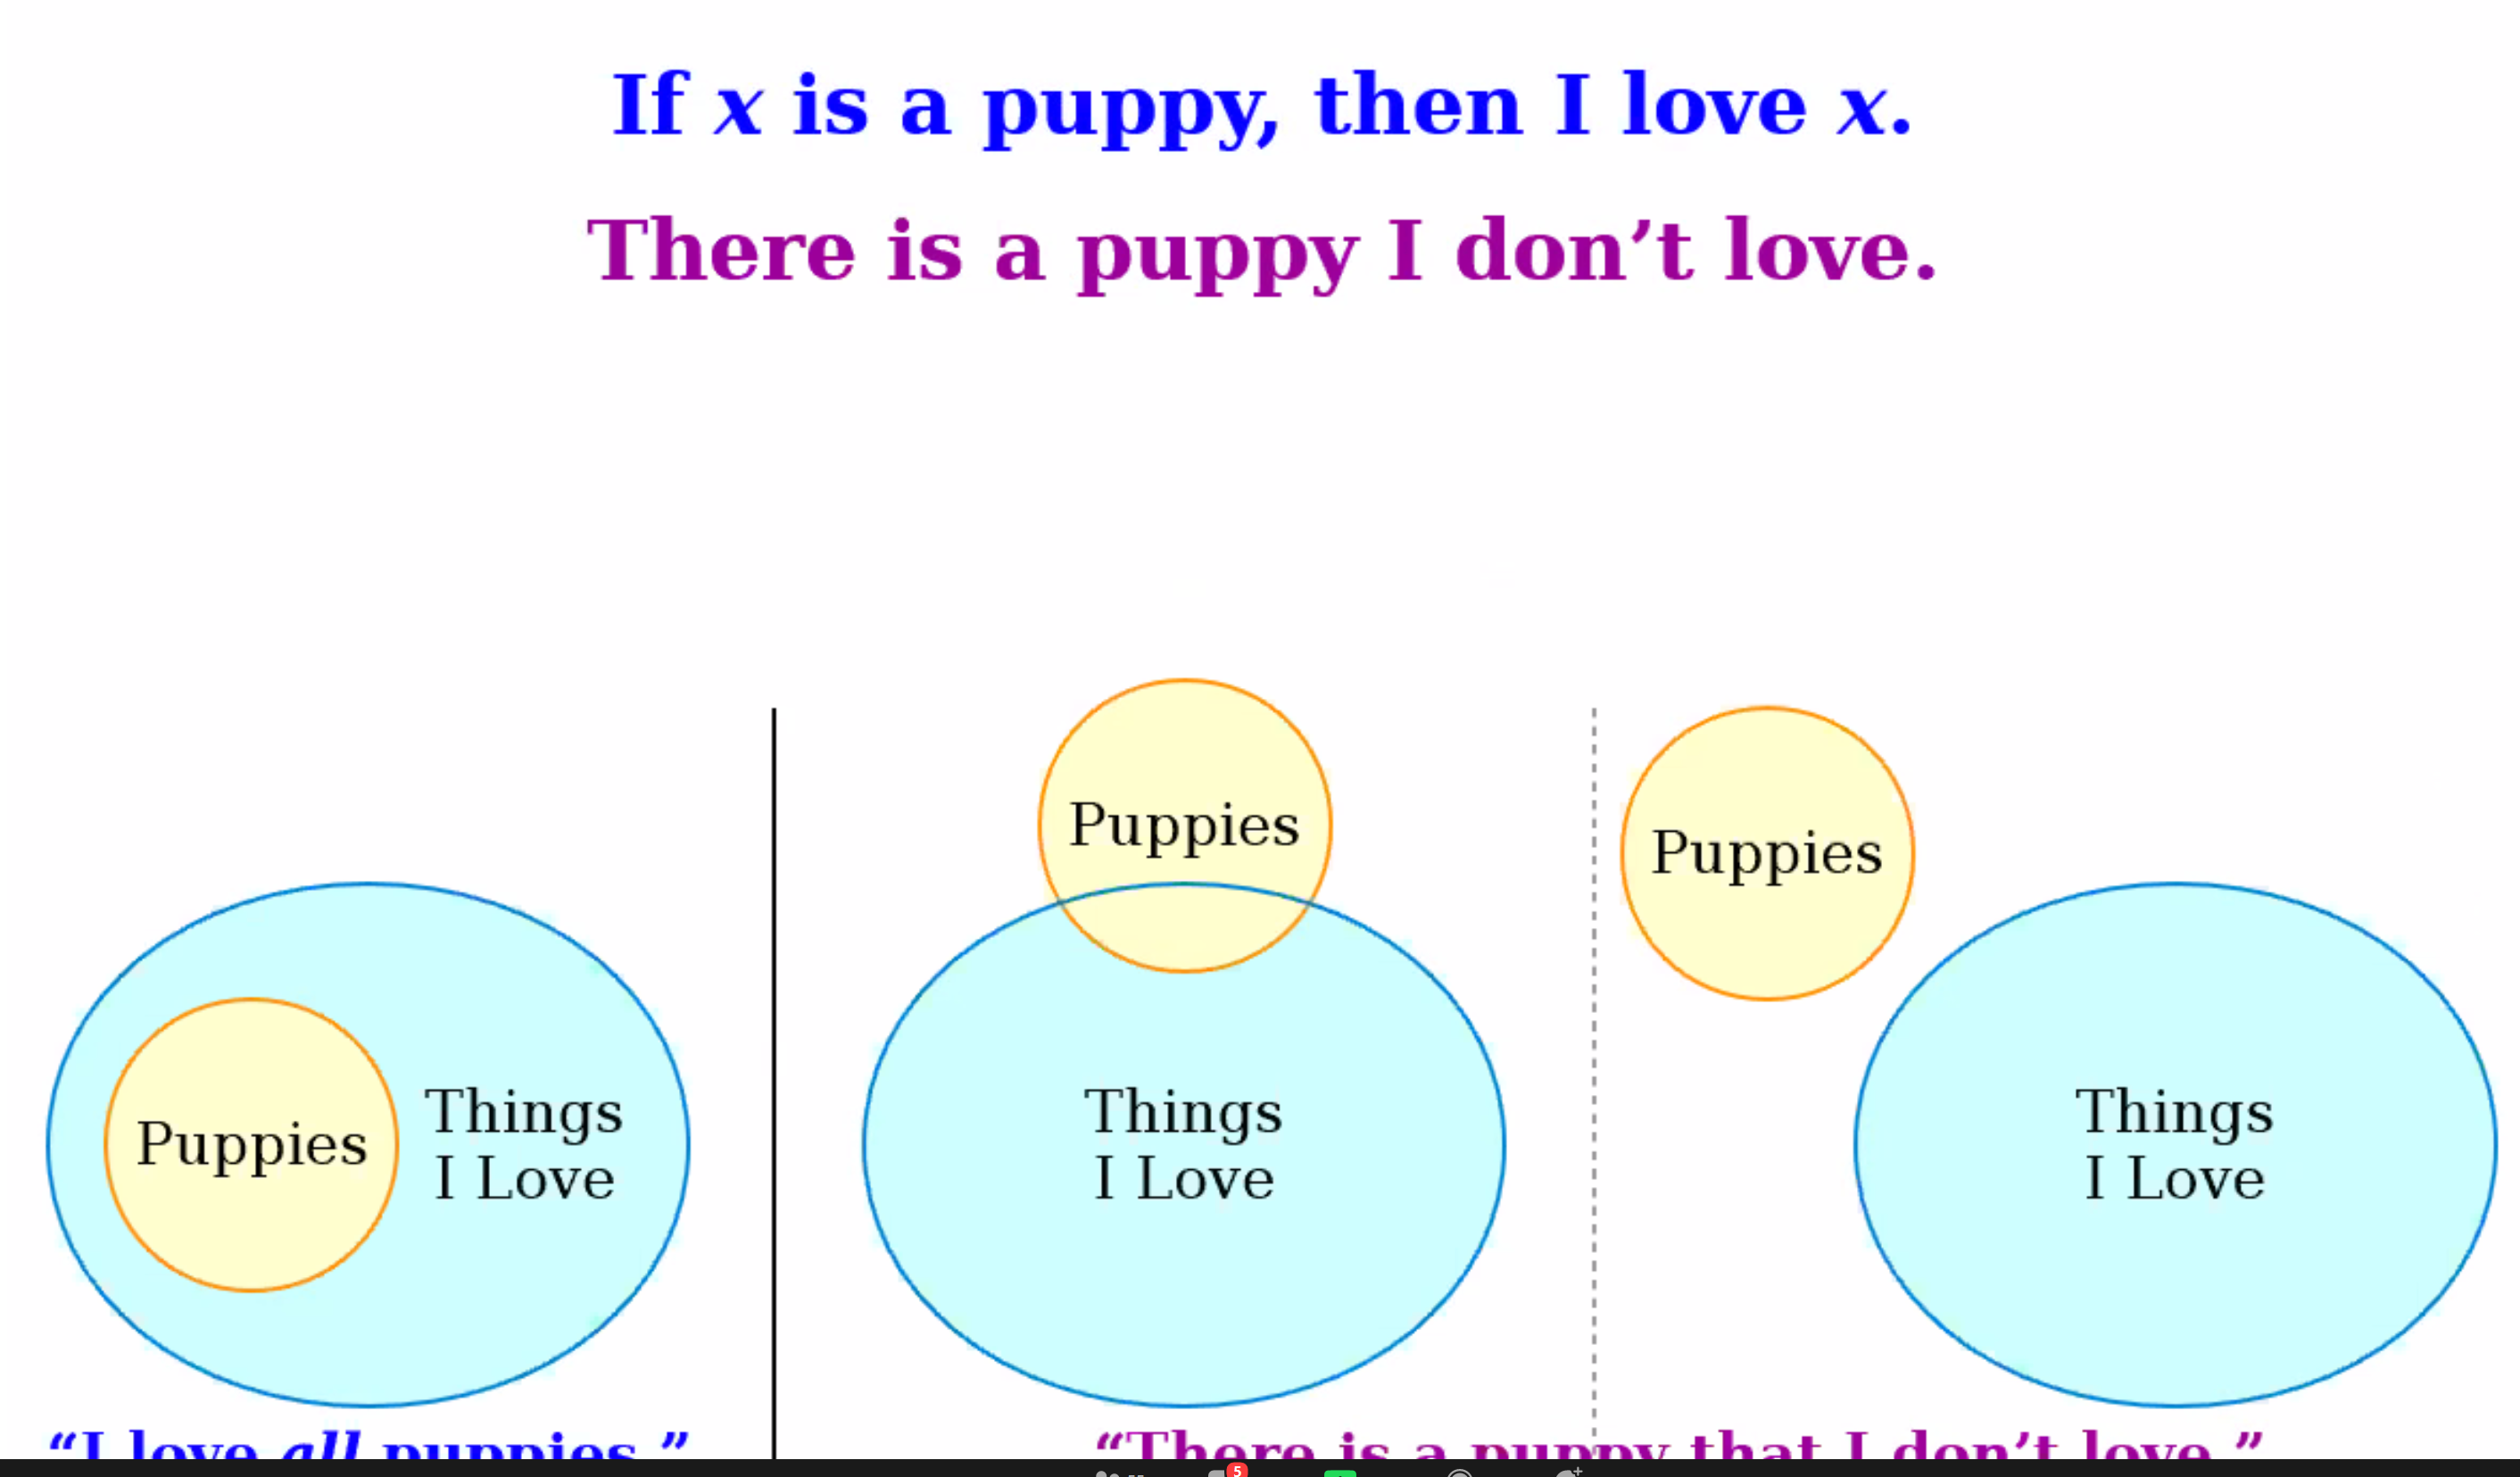 If x is a puppy, then I love x.
There is a puppy I don’t love.
Puppies
Things
I Love
Puppies
Things
I Love
Puppies
Things
I Love
“I love all puppies.”
“There is a puppy that I don’t love.”
5